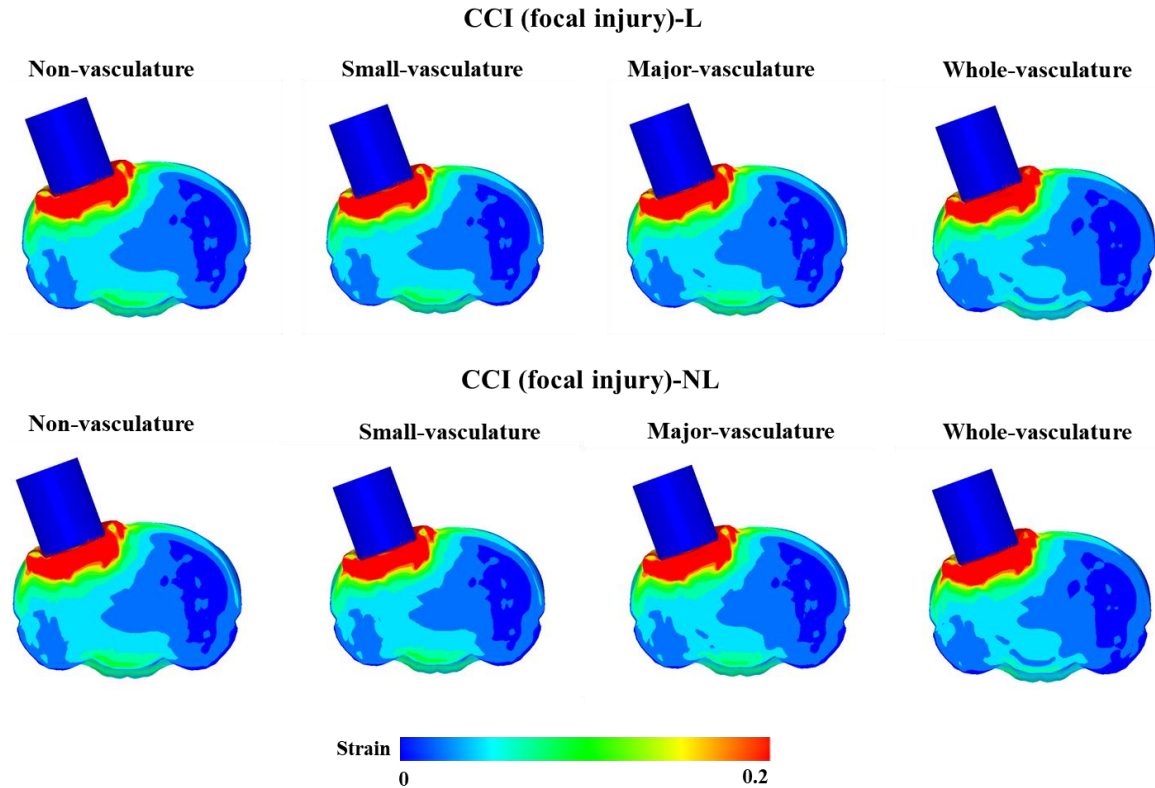 CCI (focal injury)-L
Non-vasculature Small-vasculature Major-vasculature Whole-vasculature
CCI (focal injury)-NL
Non-vasculature Small-vasculature Major-vasculature Whole-vasculature
Strain
0 0.2